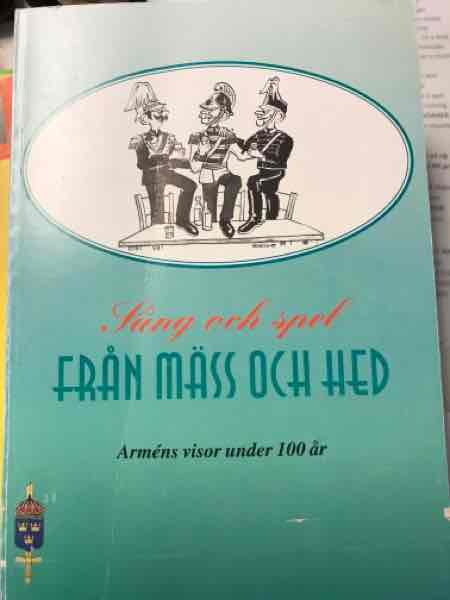 Sång och spel
FRÅN MÄSS OCH HED
Arméns visor under 100 år